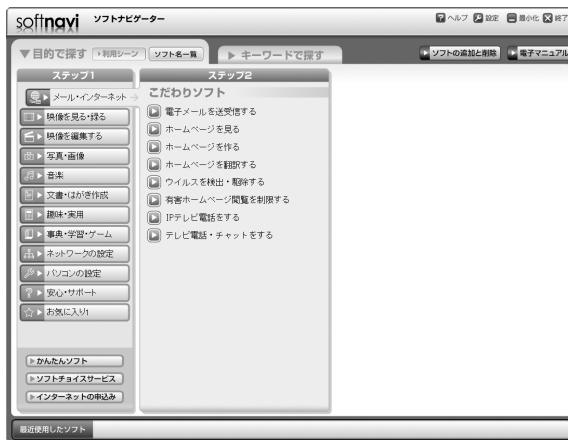 softnavi ソフトナビゲーター
ヘルプ 設定 最小化 終了
目的で探す 利用シーン ソフト名一覧 キーワードで探す ソフトの追加と削除 電子マニュアル
ステップ1
メール・インターネット
映像を見る・録る
映像を編集する
写真・画像
音楽
文書・はがき作成
趣味・実用
事典・学習・ゲーム
ネットワークの設定
パソコンの設定
安心・サポート
お気に入り1
かんたんソフト
ソフトチョイスサービス
インターネットの申込み
ステップ2
こだわりソフト
電子メールを送受信する
ホームページを見る
ホームページを作る
ホームページを翻訳する
ウイルスを検出・駆除する
有害ホームページ閲覧を制限する
IPテレビ電話をする
テレビ電話・チャットをする
最近使用したソフト